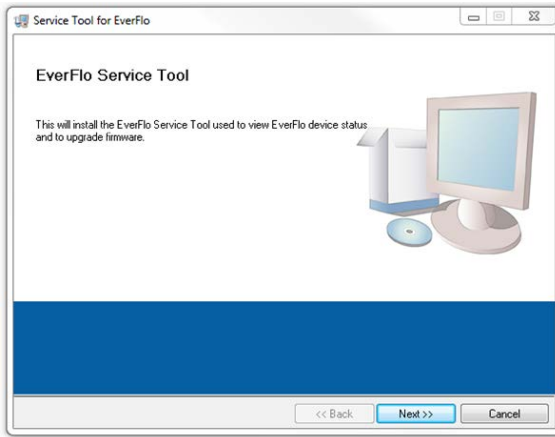 Service Tool for EverFlo
EverFlo Service Tool
This will install the EverFlo Service Tool used to view EverFlo device status
and to upgrade firmware.
<< Back
Next >>
Cancel